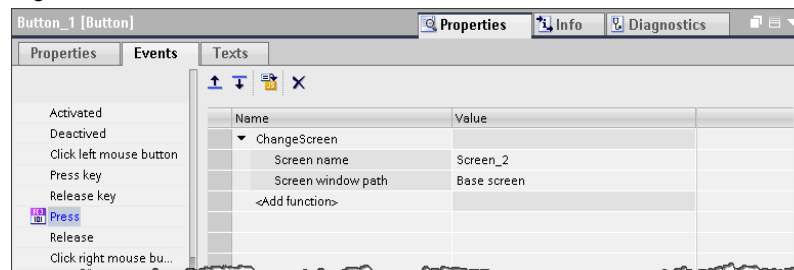 Button_1 [Button]
Properties
Info
Diagnostics
Properties
Events
Texts
Name
Value
Activated
Deactived
Click left mouse button
Press key
Release key
Press
Release
Click right mouse bu...
ChangeScreen
Screen name
Screen_2
Screen window path
Base screen
<Add function>